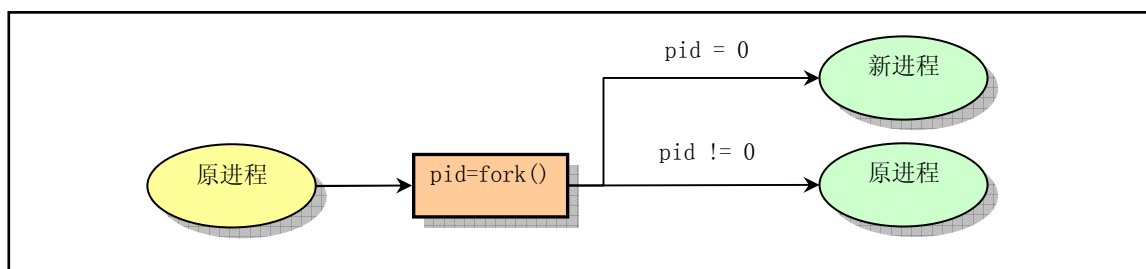 pid = 0
新进程
原进程
pid=fork()
pid != 0
原进程